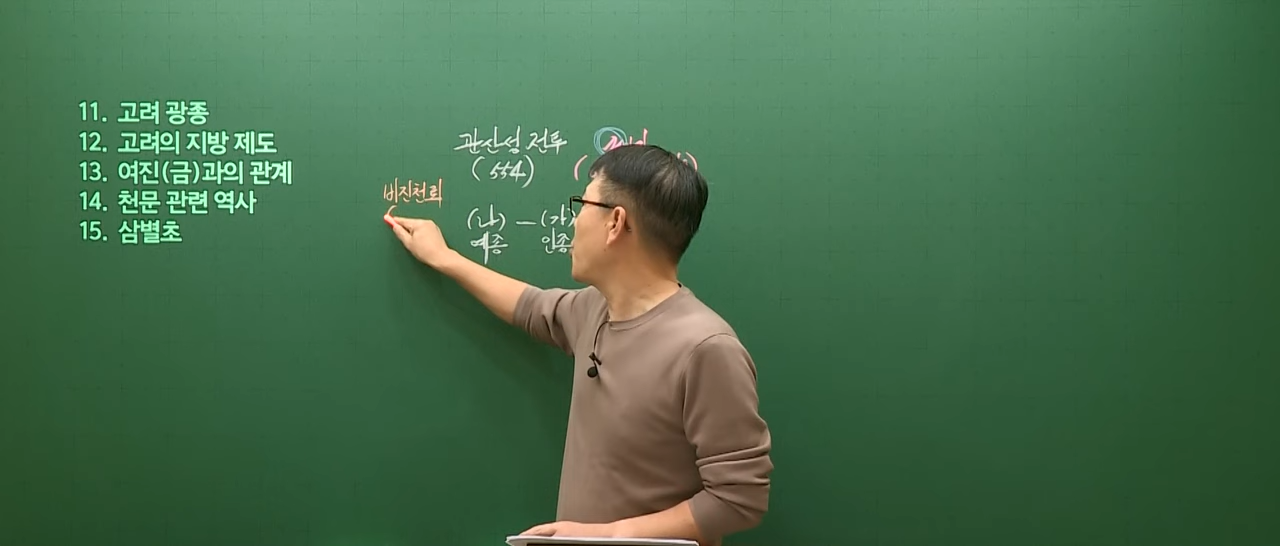 11. 고려 광종
12. 고려의 지방 제도
13. 여진(금)과의 관계
14. 천문 관련 역사
15. 삼별초
관산성 전투
(554)
비진천뢰
(나) — (가)
예종 인종